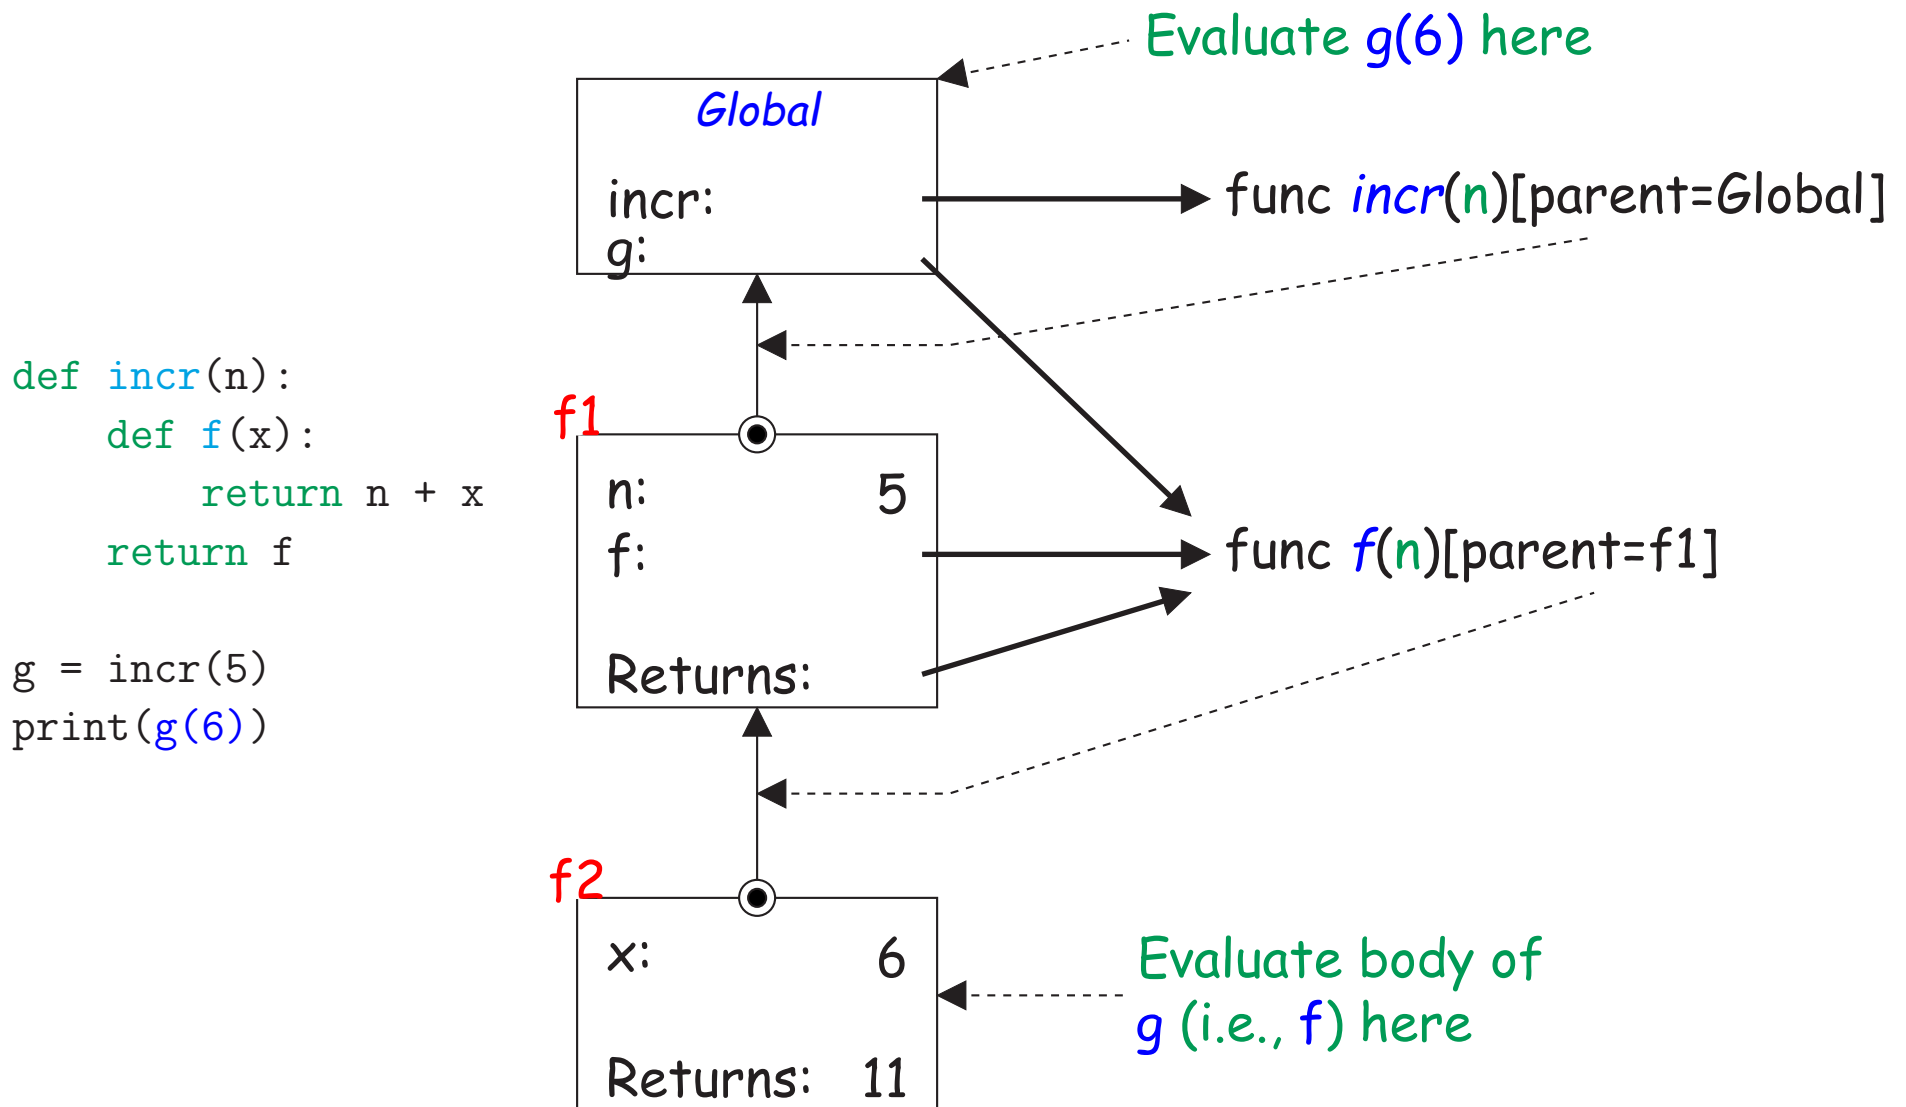 def incr(n):
    def f(x):
        return n + x
    return f
g = incr(5)
print(g(6))
Evaluate g(6) here
Global
incr:
g:
func incr(n)[parent=Global]
f1
n: 5
f:
Returns:
func f(n)[parent=f1]
f2
x: 6
Returns: 11
Evaluate body of
g (i.e., f) here